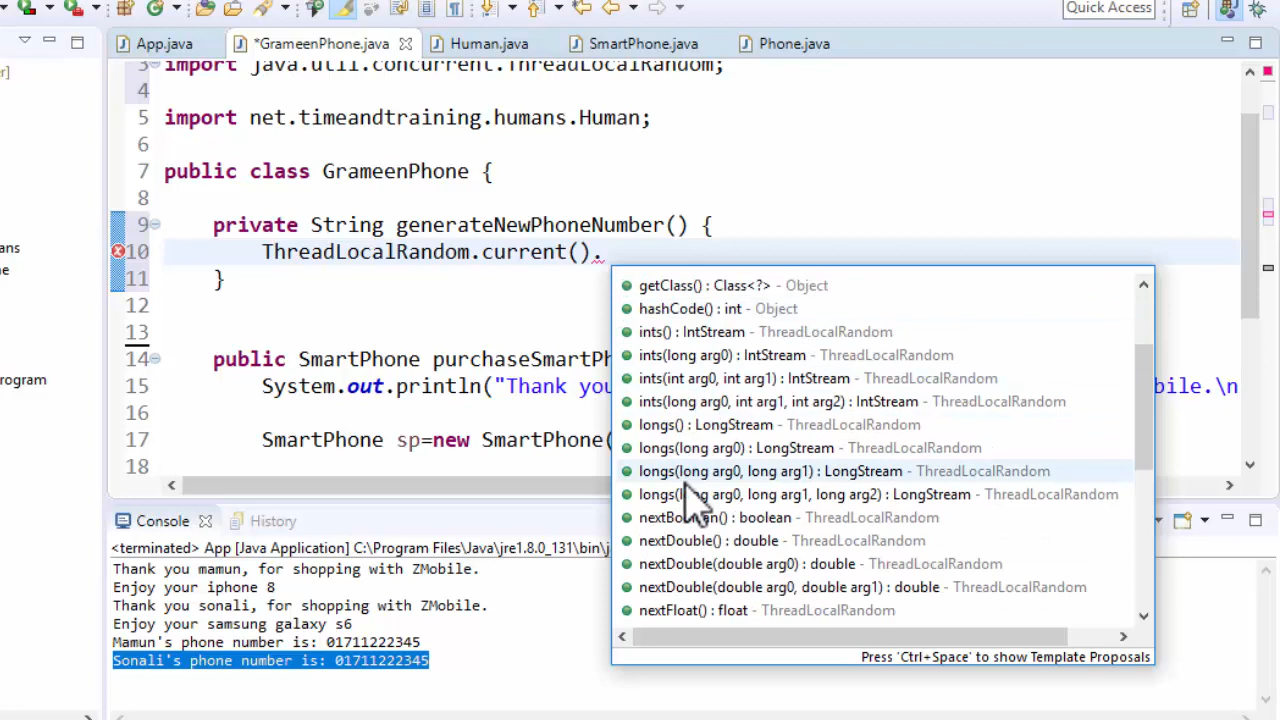 Quick Access
App.java
*GrameenPhone.java
Human.java
SmartPhone.java
Phone.java
r]
3 import java.util.concurrent.ThreadLocalRandom;
4
5 import net.timeandtraining.humans.Human;
6
7 public class GrameenPhone {
8
9 private String generateNewPhoneNumber() {
10 ThreadLocalRandom.current().
11 }
12
13
14 public SmartPhone purchaseSmartPh
15 System.out.println("Thank you
bile.\n
16
17 SmartPhone sp=new SmartPhone(
18
ans
e
rogram
getClass() : Class<?> - Object
hashCode() : int - Object
ints() : IntStream - ThreadLocalRandom
ints(long arg0) : IntStream - ThreadLocalRandom
ints(int arg0, int arg1) : IntStream - ThreadLocalRandom
ints(long arg0, int arg1, int arg2) : IntStream - ThreadLocalRandom
longs() : LongStream - ThreadLocalRandom
longs(long arg0) : LongStream - ThreadLocalRandom
longs(long arg0, long arg1) : LongStream - ThreadLocalRandom
longs(long arg0, long arg1, long arg2) : LongStream - ThreadLocalRandom
nextBoolean() : boolean - ThreadLocalRandom
nextDouble() : double - ThreadLocalRandom
nextDouble(double arg0) : double - ThreadLocalRandom
nextDouble(double arg0, double arg1) : double - ThreadLocalRandom
nextFloat() : float - ThreadLocalRandom
Press 'Ctrl+Space' to show Template Proposals
Console
History
<terminated> App [Java Application] C:\Program Files\Java\jre1.8.0_131\bin\j
Thank you mamun, for shopping with ZMobile.
Enjoy your iphone 8
Thank you sonali, for shopping with ZMobile.
Enjoy your samsung galaxy s6
Mamun's phone number is: 01711222345
Sonali's phone number is: 01711222345